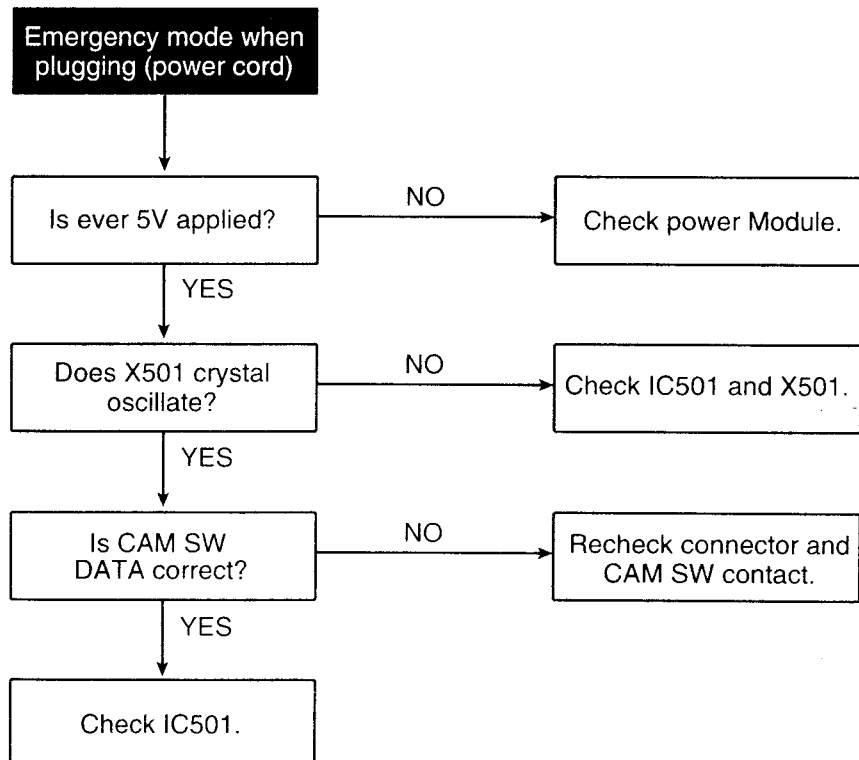 Emergency mode when
plugging (power cord)
Is ever 5V applied?
NO
Check power Module.
YES
Does X501 crystal
oscillate?
NO
Check IC501 and X501.
YES
Is CAM SW
DATA correct?
NO
Recheck connector and
CAM SW contact.
YES
Check IC501.